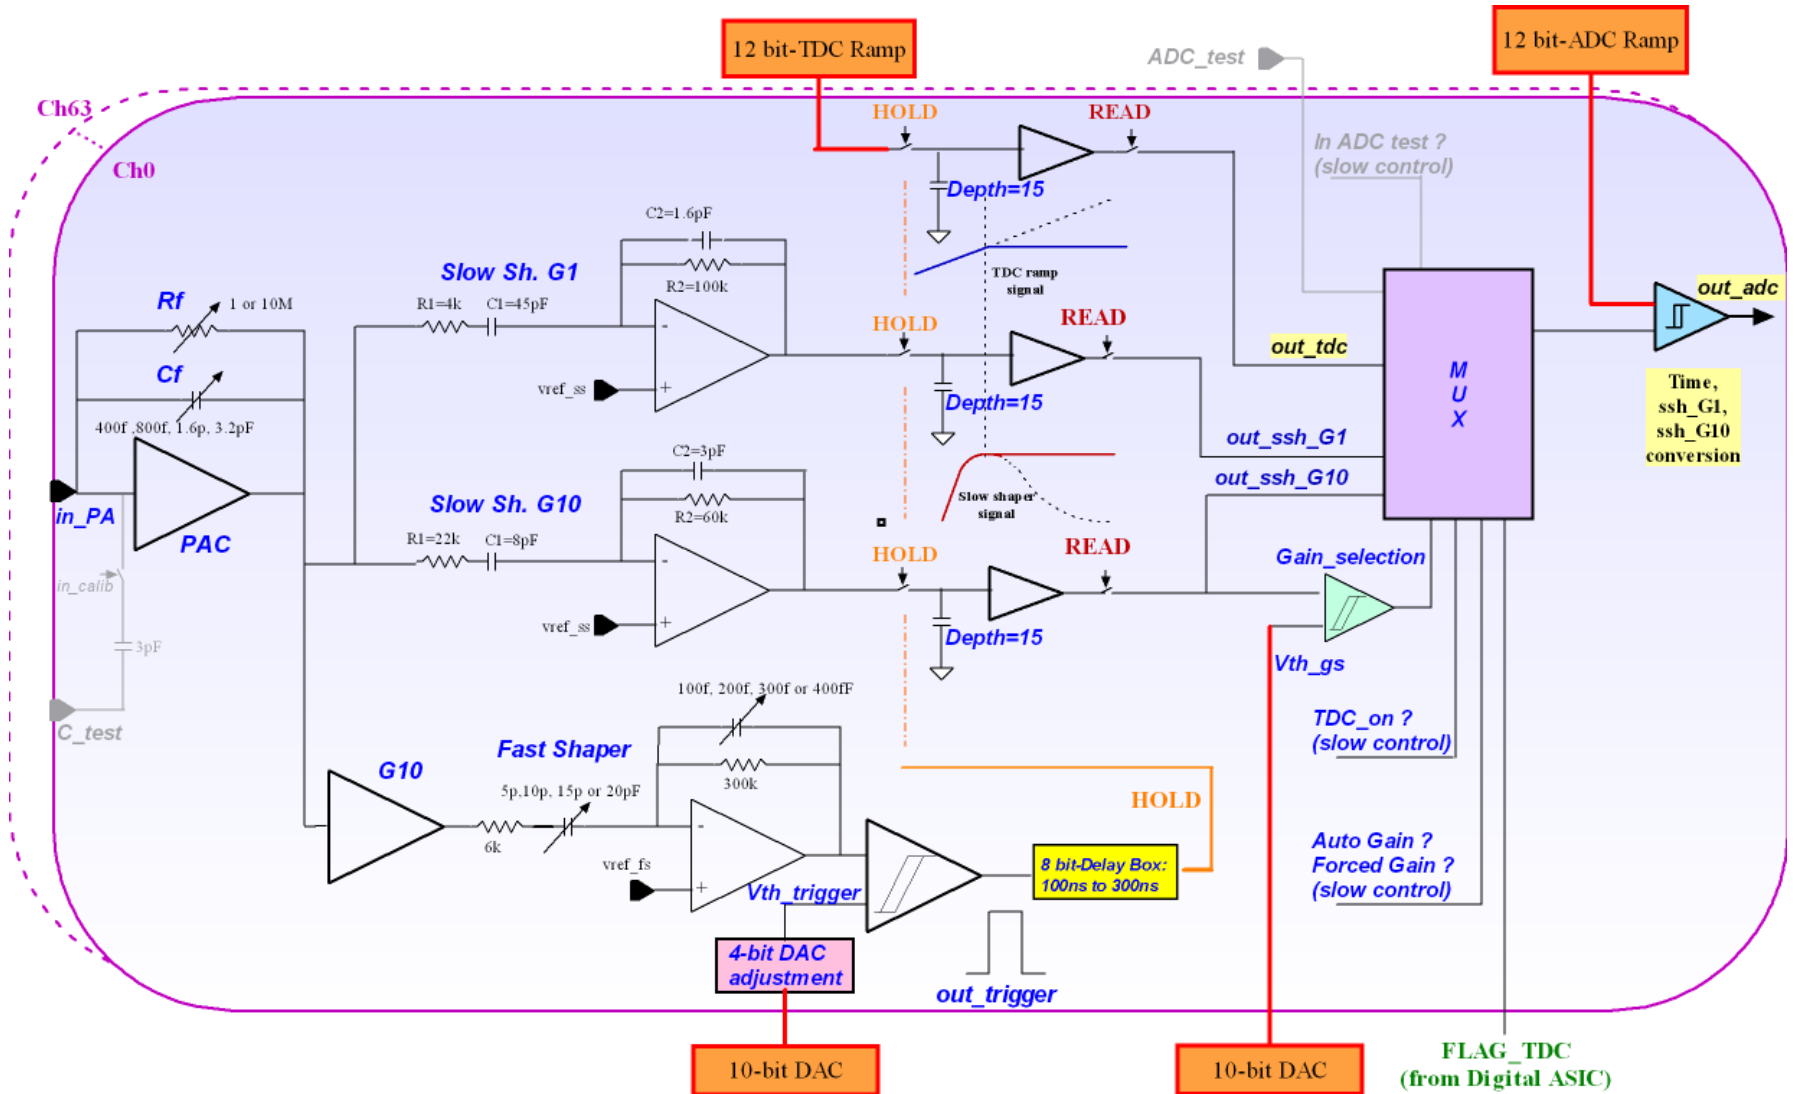 12 bit-TDC Ramp
12 bit-ADC Ramp
ADC_test
Ch63
Ch0
HOLD
READ
In ADC test ?
(slow control)
Depth=15
C2=1.6pF
R2=100k
Slow Sh. G1
R1=4k
C1=45pF
TDC ramp
signal
Rf
1 or 10M
Cf
400f ,800f, 1.6p, 3.2pF
-
+
vref_ss
HOLD
READ
Depth=15
out_tdc
out_ssh_G1
out_ssh_G10
M
U
X
out_adc
Time,
ssh_G1,
ssh_G10
conversion
in_PA
PAC
in_calib
3pF
C_test
Slow Sh. G10
C2=3pF
R2=60k
R1=22k
C1=8pF
-
+
vref_ss
Slow shaper
signal
HOLD
READ
Depth=15
Gain_selection
Vth_gs
TDC_on ?
(slow control)
Auto Gain ?
Forced Gain ?
(slow control)
G10
Fast Shaper
100f, 200f, 300f or 400fF
300k
5p,10p, 15p or 20pF
6k
-
+
vref_fs
Vth_trigger
HOLD
8 bit-Delay Box:
100ns to 300ns
4-bit DAC
adjustment
out_trigger
10-bit DAC
10-bit DAC
FLAG_TDC
(from Digital ASIC)